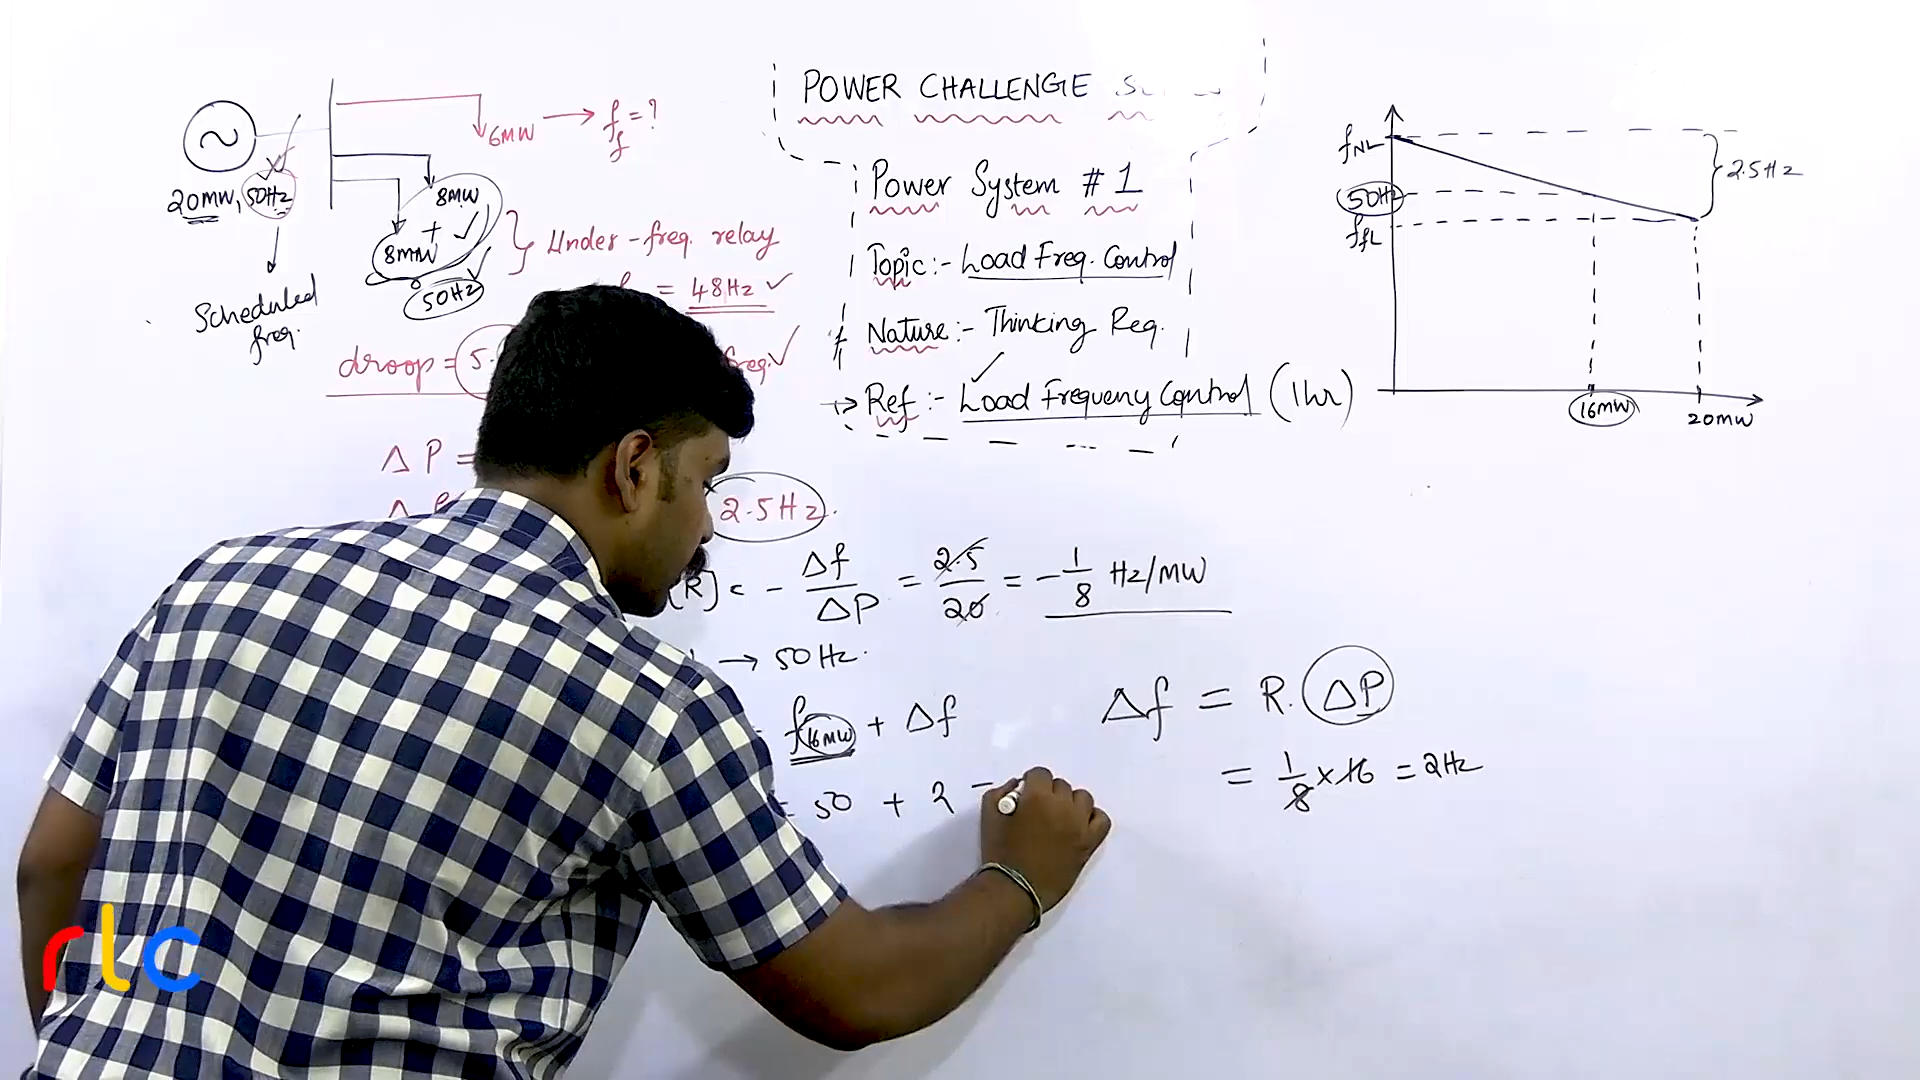 POWER CHALLENGE
Power System # 1
Topic:- Load Freq. Control
Nature:- Thinking Req.
→ Ref:- Load Frequency Control (1hr)
6MW → f_f = ?
20MW, 50Hz
8MW
+
8MW
50Hz
Scheduled
freq.
} Under-freq. relay
= 48Hz ✓
droop = 5.
freq. ✓
Δ P =
2.5Hz.
[R] = - Δf/ΔP = 2.5/20 = -1/8 Hz/MW
→ 50Hz.
f16MW + Δf
= 50 + 2
Δf = R. ΔP
= 1/8 × 16 = 2Hz
fNL
50Hz
ffL
2.5Hz
16MW
20MW
rlc